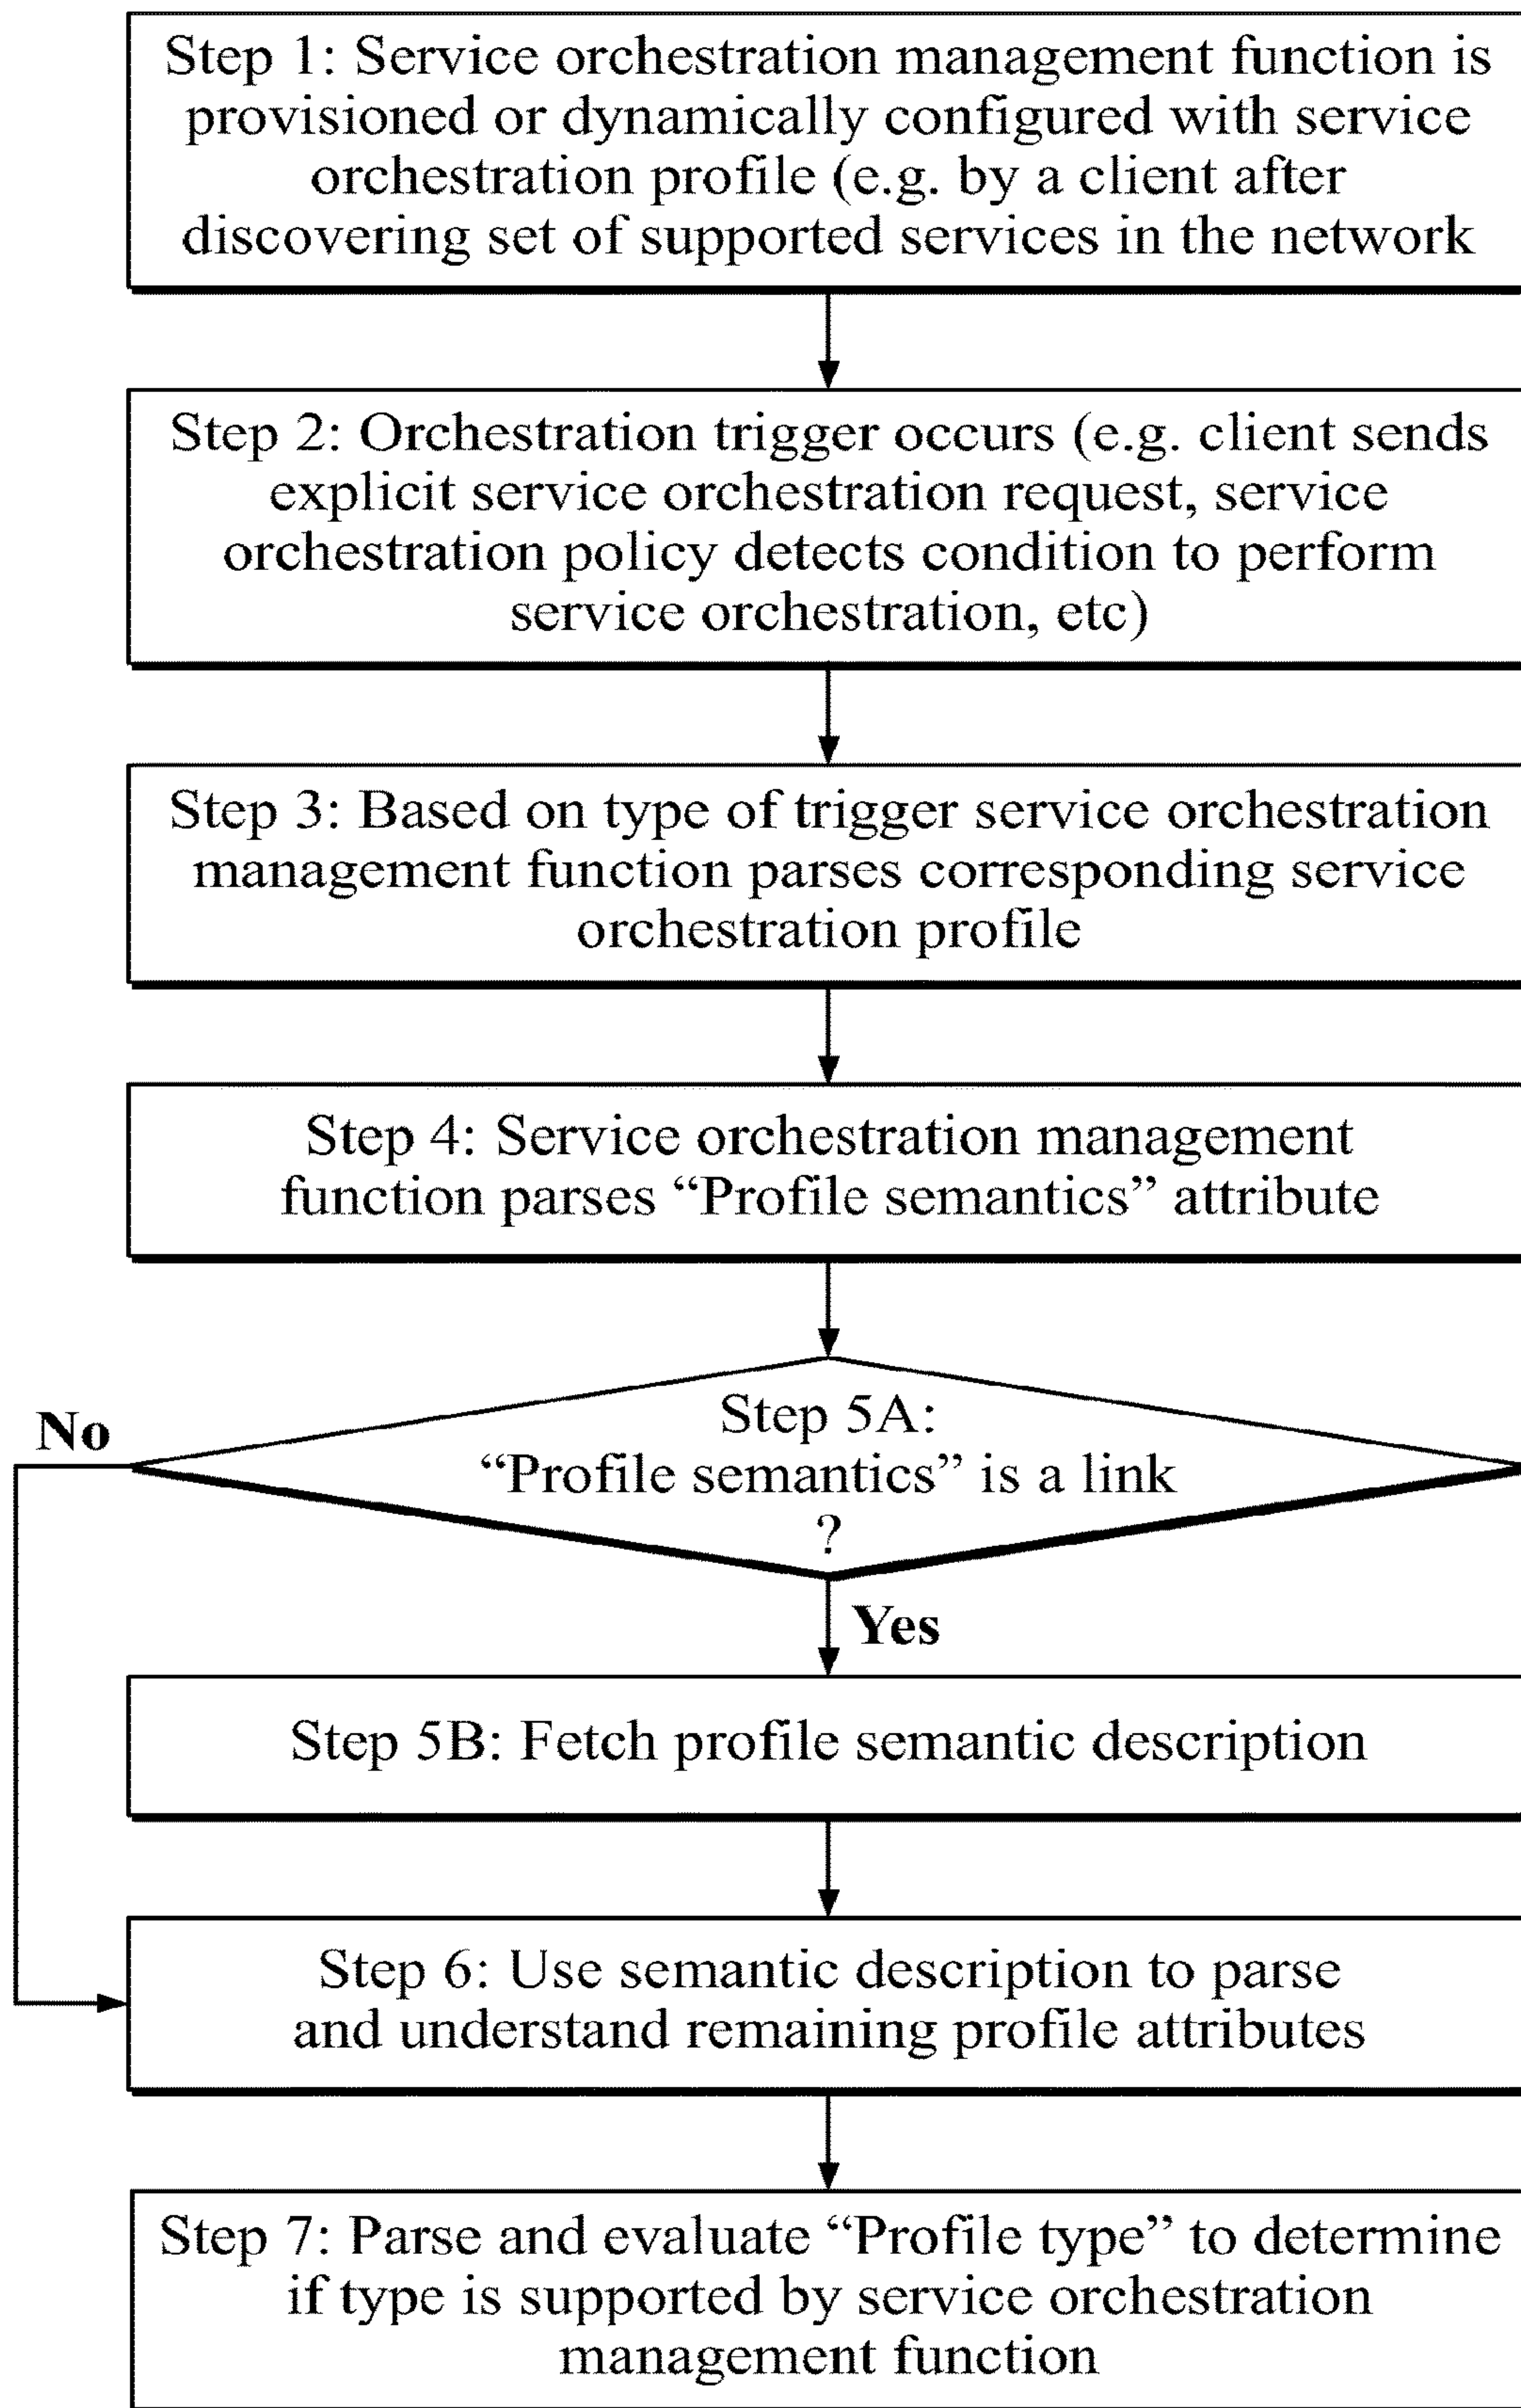 Step 1: Service orchestration management function is
provisioned or dynamically configured with service
orchestration profile (e.g. by a client after
discovering set of supported services in the network
Step 2: Orchestration trigger occurs (e.g. client sends
explicit service orchestration request, service
orchestration policy detects condition to perform
service orchestration, etc)
Step 3: Based on type of trigger service orchestration
management function parses corresponding service
orchestration profile
Step 4: Service orchestration management
function parses “Profile semantics” attribute
Step 5A:
No
“Profile semantics” is a link
?
Yes
Step 5B: Fetch profile semantic description
Step 6: Use semantic description to parse
and understand remaining profile attributes
Step 7: Parse and evaluate “Profile type” to determine
if type is supported by service orchestration
management function